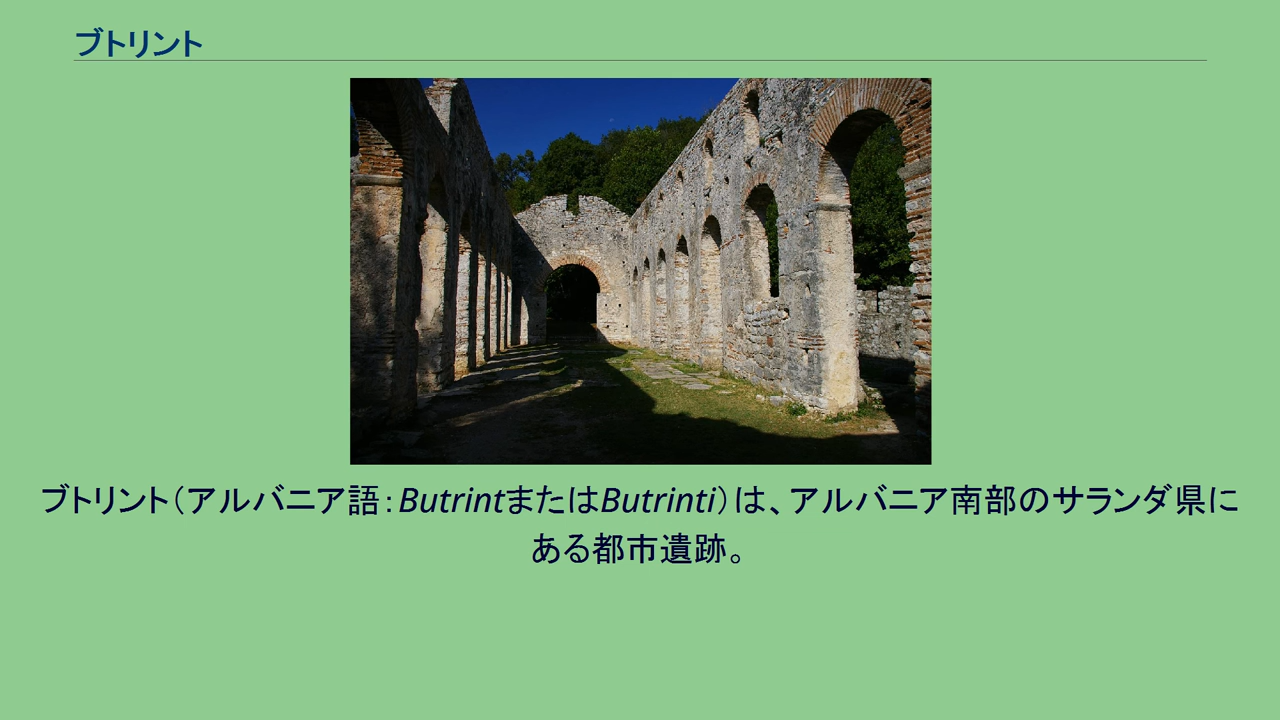 ブトリント
ブトリント（アルバニア語：ButrintまたはButrinti）は、アルバニア南部のサランダ県に
ある都市遺跡。